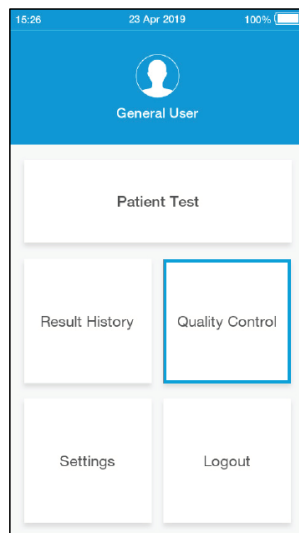 15:26 23 Apr 2019 100%
General User
Patient Test
Result History Quality Control
Settings Logout